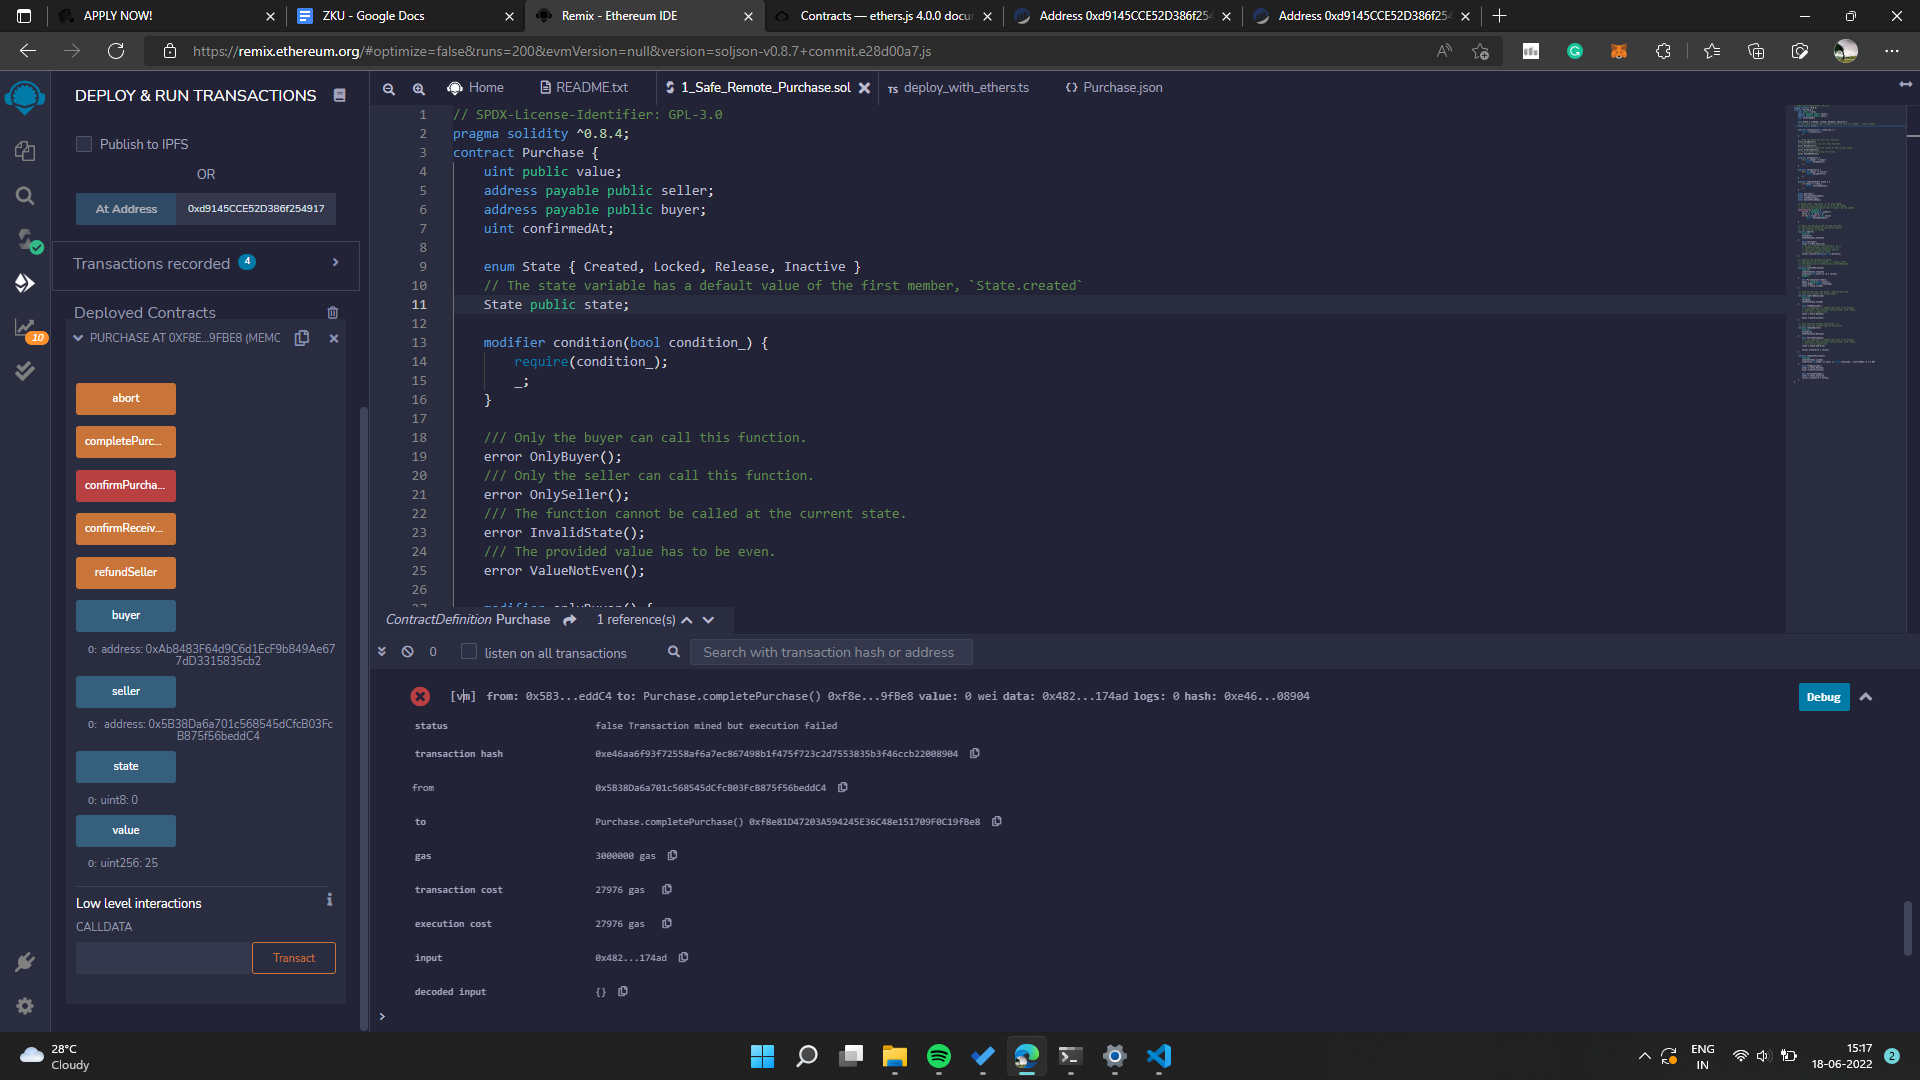 APPLY NOW!
ZKU - Google Docs
Remix - Ethereum IDE
Contracts — ethers.js 4.0.0 docu
Address 0xd9145CCE52D386f254
Address 0xd9145CCE52D386f254
https://remix.ethereum.org/#optimize=false&runs=200&evmVersion=null&version=soljson-v0.8.7+commit.e28d00a7.js
DEPLOY & RUN TRANSACTIONS
Publish to IPFS
OR
At Address
0xd9145CCE52D386f254917
Transactions recorded 4
Deployed Contracts
PURCHASE AT 0XF8E...9FBE8 (MEMO
10
abort
completePurc...
confirmPurcha...
confirmReceiv...
refundSeller
buyer
0: address: 0xAb8483F64d9C6d1EcF9b849Ae67
7dD3315835cb2
seller
0: address: 0x5B38Da6a701c568545dCfcB03Fc
B875f56beddC4
state
0: uint8: 0
value
0: uint256: 25
Low level interactions
CALLDATA
Transact
Home
README.txt
1_Safe_Remote_Purchase.sol
TS deploy_with_ethers.ts
Purchase.json
1 // SPDX-License-Identifier: GPL-3.0
2 pragma solidity ^0.8.4;
3 contract Purchase {
4 uint public value;
5 address payable public seller;
6 address payable public buyer;
7 uint confirmedAt;
8
9 enum State { Created, Locked, Release, Inactive }
10 // The state variable has a default value of the first member, `State.created`
11 State public state;
12
13 modifier condition(bool condition_) {
14 require(condition_);
15 _;
16 }
17
18 /// Only the buyer can call this function.
19 error OnlyBuyer();
20 /// Only the seller can call this function.
21 error OnlySeller();
22 /// The function cannot be called at the current state.
23 error InvalidState();
24 /// The provided value has to be even.
25 error ValueNotEven();
26
27 modifier onlyBuyer() {
ContractDefinition Purchase 1 reference(s)
0 listen on all transactions Search with transaction hash or address
[vm] from: 0x5B3...eddC4 to: Purchase.completePurchase() 0xf8e...9fBe8 value: 0 wei data: 0x482...174ad logs: 0 hash: 0xe46...08904
Debug
status false Transaction mined but execution failed
transaction hash 0xe46aa6f93f72558af6a7ec867498b1f475f723c2d7553835b3f46ccb22008904
from 0x5B38Da6a701c568545dCfcB03FcB875f56beddC4
to Purchase.completePurchase() 0xf8e81D47203A594245E36C48e151709F0C19fBe8
gas 3000000 gas
transaction cost 27976 gas
execution cost 27976 gas
input 0x482...174ad
decoded input {}
>
28°C
Cloudy
ENG
IN
15:17
18-06-2022
2